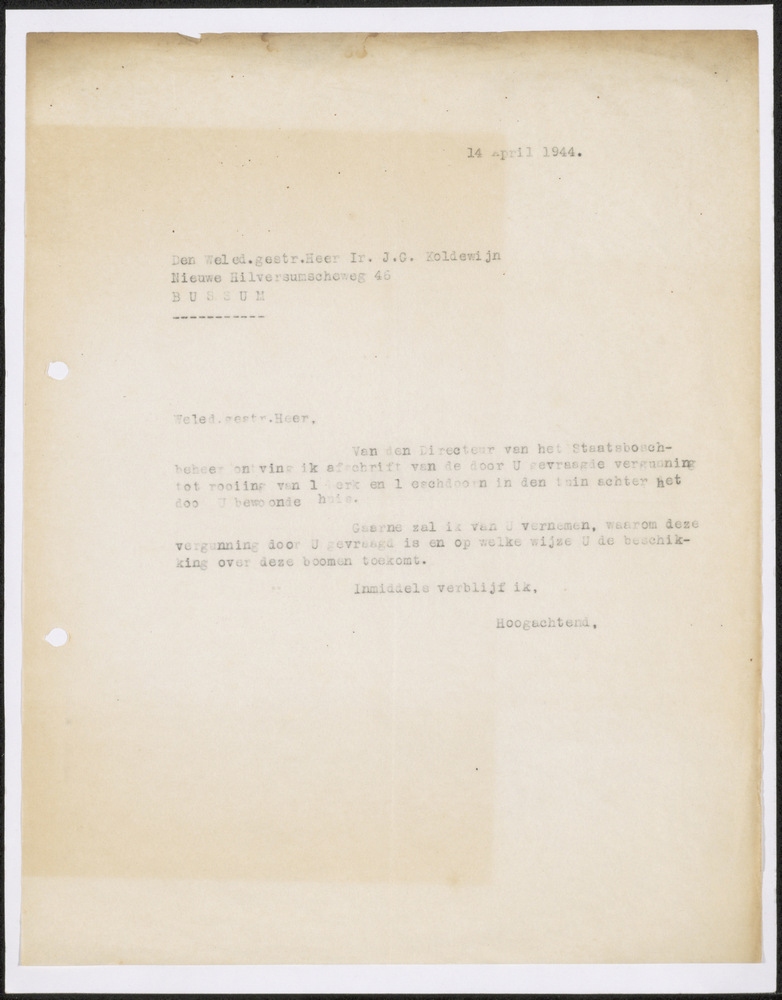 14 april 1944.
Den Weled.gestr.Heer Ir. J.G. Koldewijn
Nieuwe Hilversumscheweg 46
B U S S U M
-----------
Weled.gestr.Heer,
Van den Directeur van het Staatsbosch-
beheer ontving ik afschrift van de door U gevraagde vergunning
tot rooiing van 1 berk en 1 eschdoorn in den tuin achter het
door U bewoonde huis.
Gaarne zal ik van U vernemen, waarom deze
vergunning door U gevraagd is en op welke wijze U de beschik-
king over deze boomen toekomt.
Inmiddels verblijf ik,
Hoogachtend,